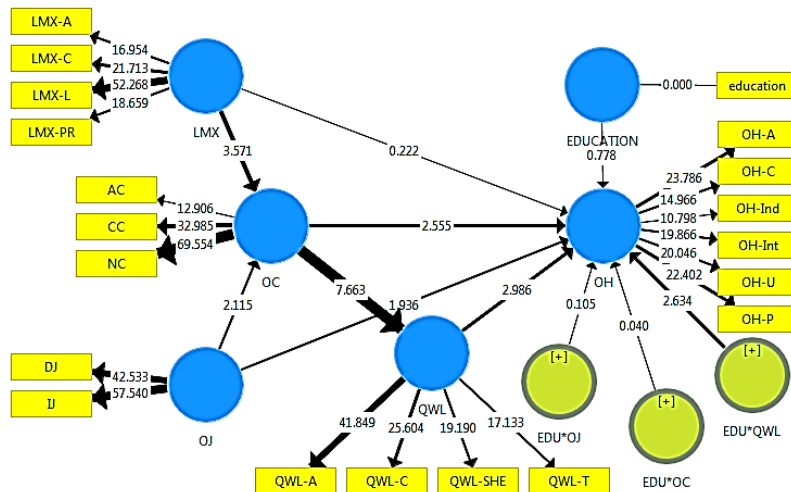 LMX-A
16.954
LMX-C
21.713
LMX-L
52.268
18.659
LMX-PR
LMX
3.571
0.222
0.000
education
EDUCATION
0.778
OH-A
23.786
OH-C
14.966
10.798
OH-Ind
19.866
OH-Int
20.046
OH-U
22.402
OH-P
2.634
OH
AC
12.906
CC
32.985
69.554
NC
OC
2.555
7.663
2.115
1.936
2.986
0.105
0.040
DJ
42.533
57.540
IJ
OJ
QWL
[+]
EDU*OJ
[+]
EDU*OC
[+]
EDU*QWL
41.849
25.604
19.190
17.133
QWL-A
QWL-C
QWL-SHE
QWL-T